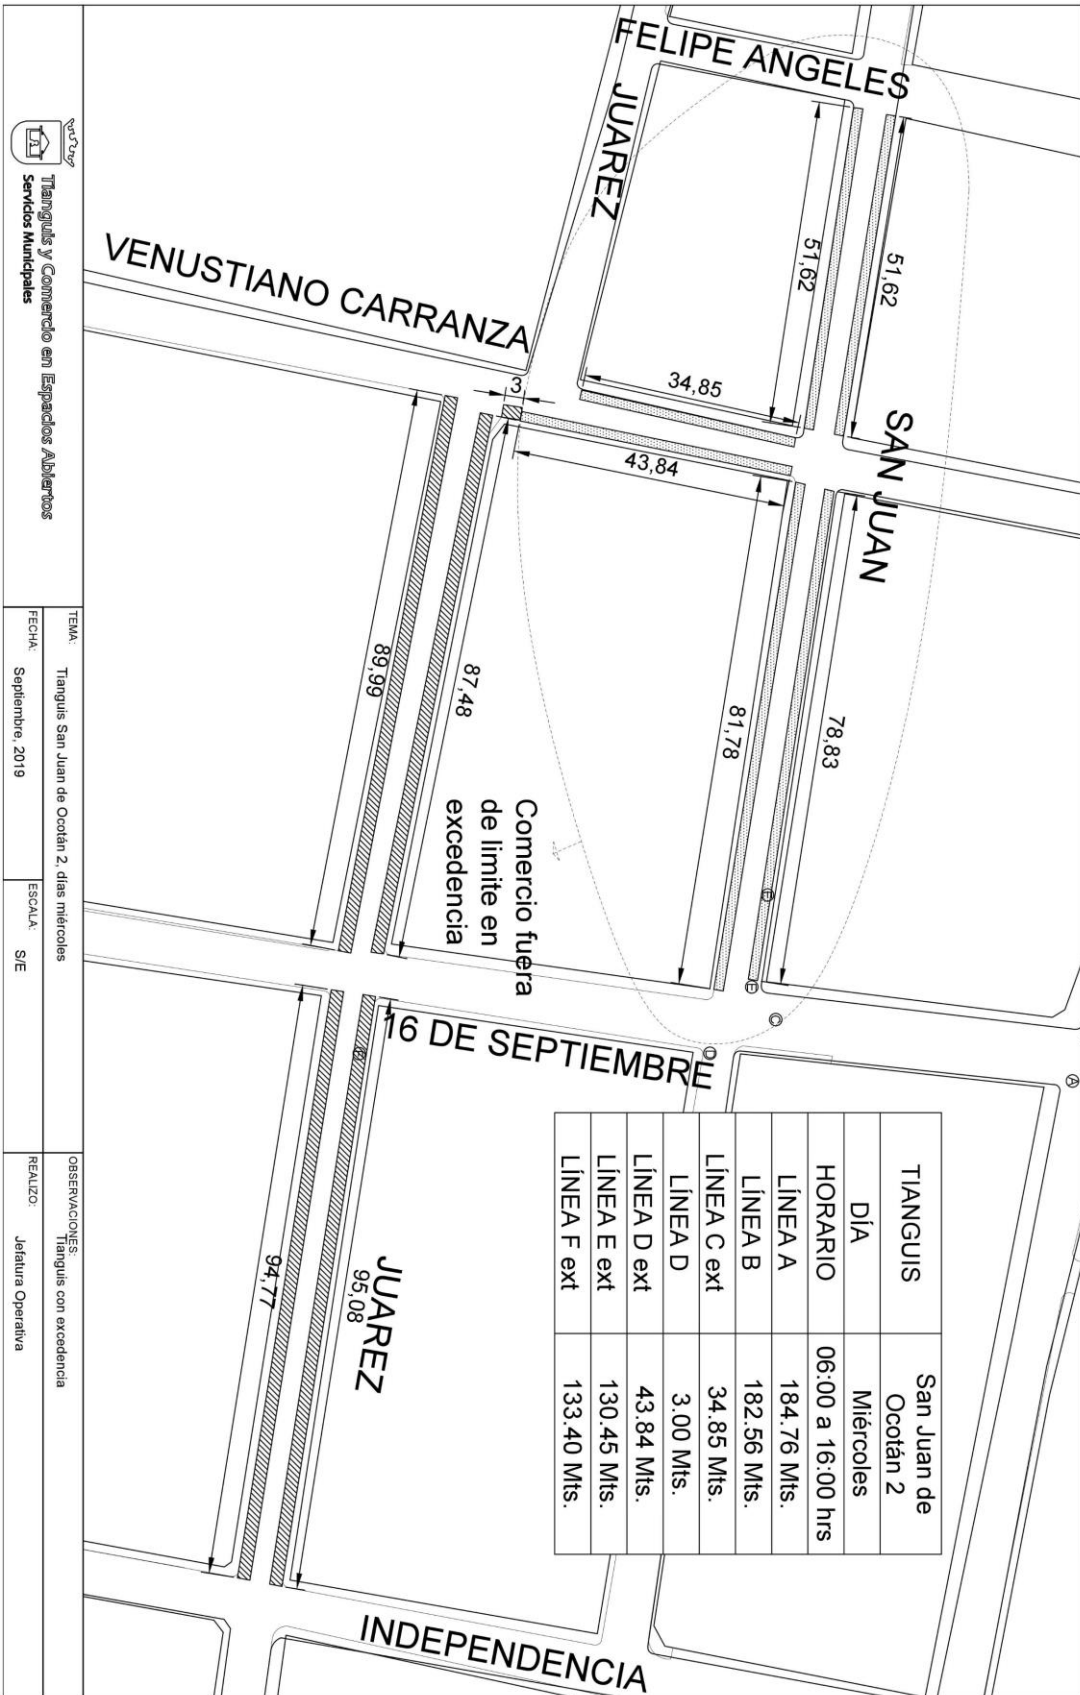 FELIPE ANGELES
JUAREZ
VENUSTIANO CARRANZA
SAN JUAN
51,62
51,62
34,85
3
43,84
81,78
78,83
87,48
89,99
Comercio fuera
de limite en
excedencia
16 DE SEPTIEMBRE
A
C
D
E
F
JUAREZ
95,08
94,77
INDEPENDENCIA
TIANGUIS San Juan de
Ocotán 2
DÍA Miércoles
HORARIO 06:00 a 16:00 hrs
LÍNEA A 184.76 Mts.
LÍNEA B 182.56 Mts.
LÍNEA C ext 34.85 Mts.
LÍNEA D 3.00 Mts.
LÍNEA D ext 43.84 Mts.
LÍNEA E ext 130.45 Mts.
LÍNEA F ext 133.40 Mts.
Tianguis y Comercio en Espacios Abiertos
Servicios Municipales
TEMA: Tianguis San Juan de Ocotán 2, días miércoles
FECHA: Septiembre, 2019
ESCALA: S/E
OBSERVACIONES:
Tianguis con excedencia
REALIZO: Jefatura Operativa